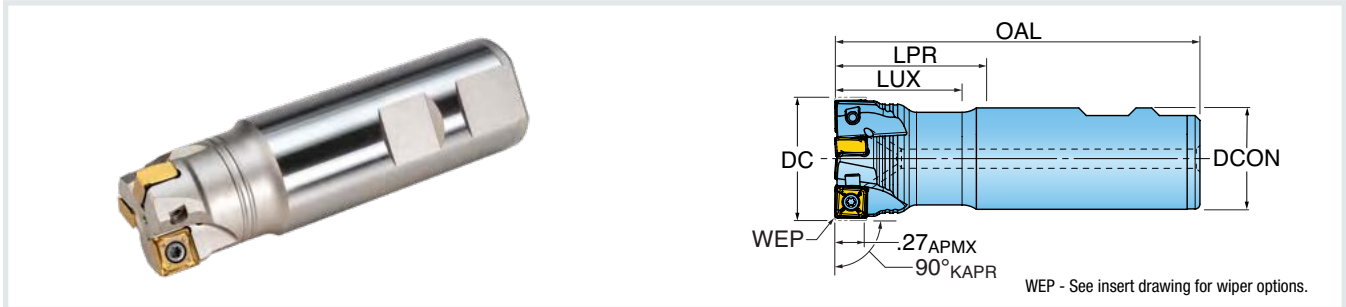 OAL
LPR
LUX
DC
DCON
WEP
.27APMX
90°KAPR
WEP - See insert drawing for wiper options.